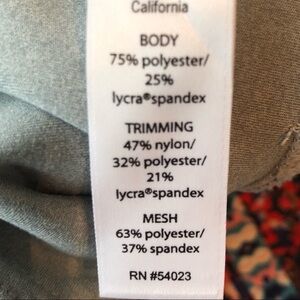 California
BODY
75% polyester/
25%
lycra®spandex
TRIMMING
47% nylon/
32% polyester/
21%
lycra®spandex
MESH
63% polyester/
37% spandex
RN #54023